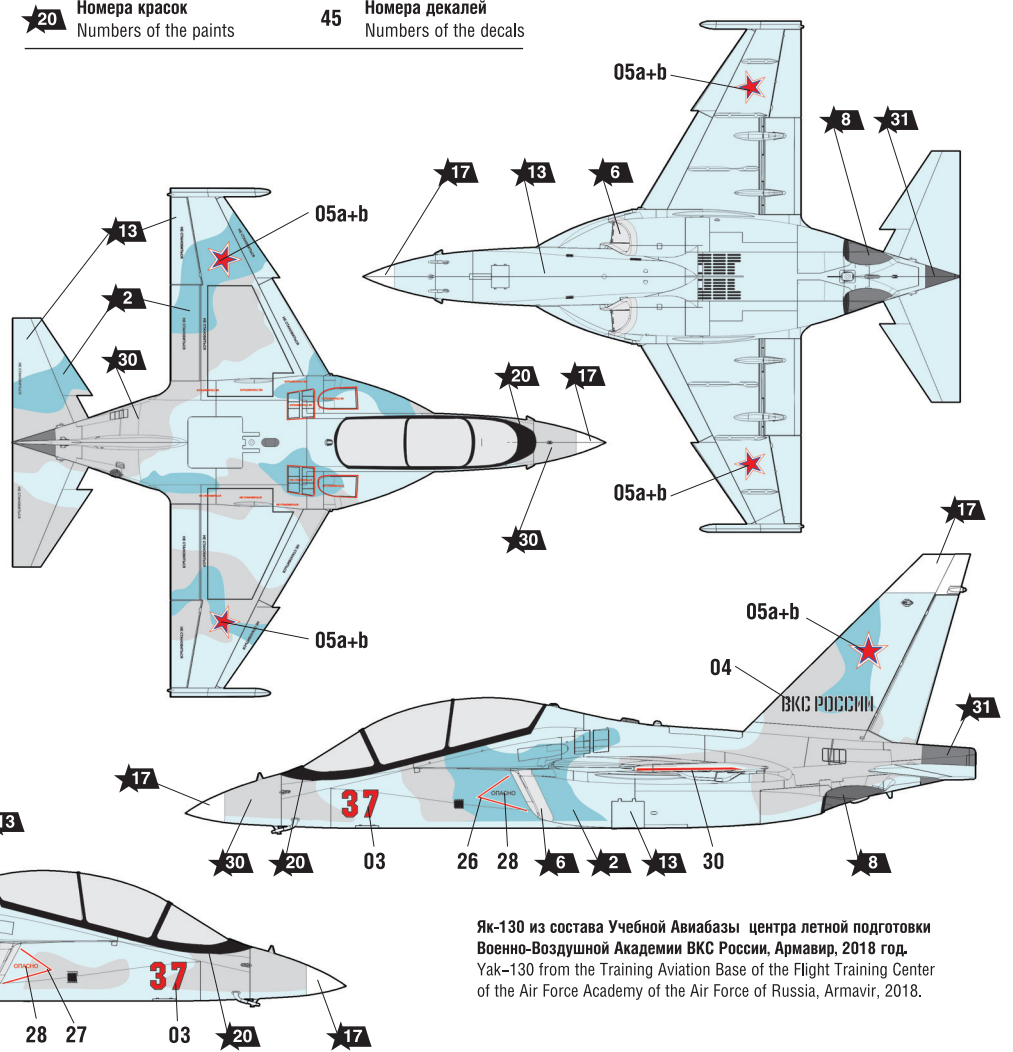 20 Номера красок 45 Номера декалей
Numbers of the paints Numbers of the decals
05a+b
8 31
17 13 6
05a+b
13
2
30
20 17
30
05a+b
05a+b
17
05a+b
04
ВКС РОССИИ
31
17
37
ОПАСНО
30 20 03 26 28 6 2 13 30 8
13
ОПАСНО
37
28 27 03 20 17
Як-130 из состава Учебной Авиабазы центра летной подготовки
Военно-Воздушной Академии ВКС России, Армавир, 2018 год.
Yak–130 from the Training Aviation Base of the Flight Training Center
of the Air Force Academy of the Air Force of Russia, Armavir, 2018.